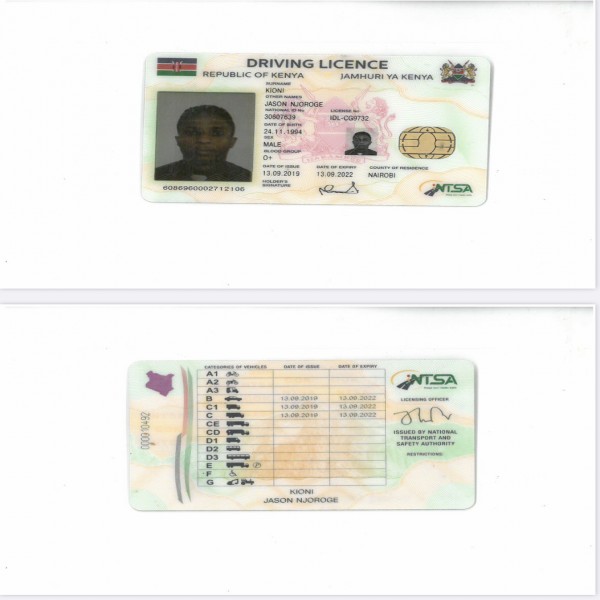 DRIVING LICENCE
REPUBLIC OF KENYA JAMHURI YA KENYA
SURNAME
KIONI
OTHER NAMES
JASON NJOROGE
NATIONAL ID No LICENSE No
30807639 IDL-CG9732
DATE OF BIRTH
24.11.1994
SEX
MALE
BLOOD GROUP
O+
DATE OF ISSUE DATE OF EXPIRY COUNTY OF RESIDENCE
13.09.2019 13.09.2022 NAIROBI
HOLDER'S
SIGNATURE
NTSA
6086960002712106
CATEGORIES OF VEHICLES DATE OF ISSUE DATE OF EXPIRY
A1
A2
A3
B 13.09.2019 13.09.2022
C1 13.09.2019 13.09.2022
C 13.09.2019 13.09.2022
CE
CD
D1
D2
D3
E P
F
G
KIONI
JASON NJOROGE
NTSA
LICENSING OFFICER
ISSUED BY NATIONAL
TRANSPORT AND
SAFETY AUTHORITY
RESTRICTIONS: